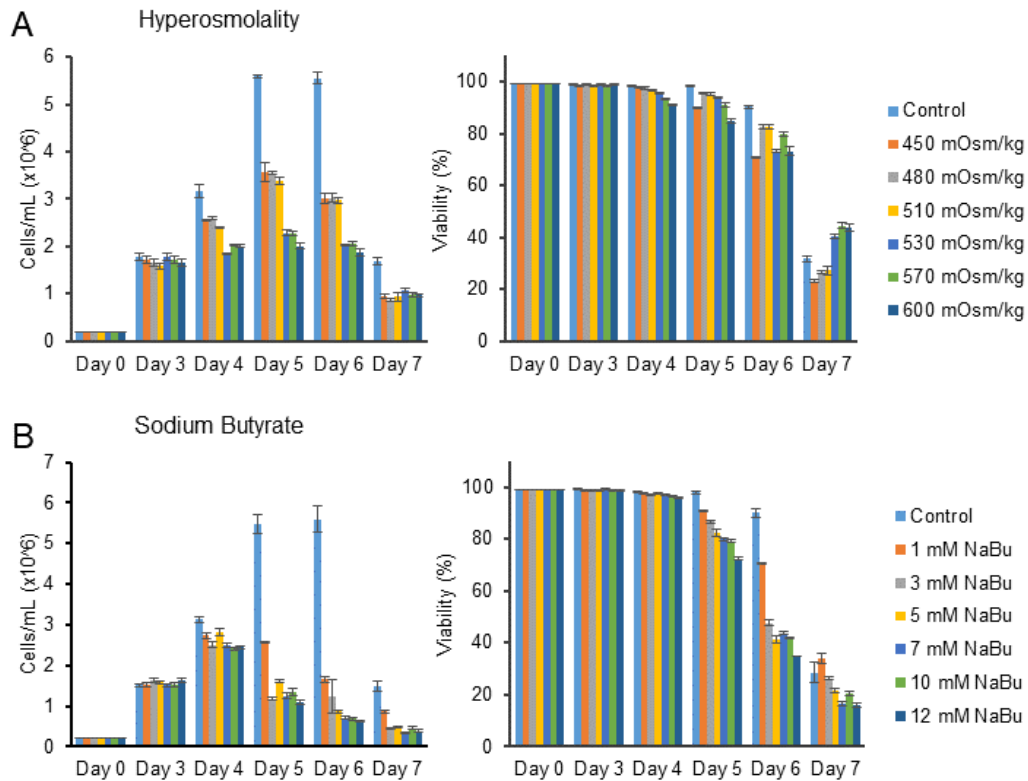 A
Hyperosmolality
Cells/mL (x10^6)
6
5
4
3
2
1
0
Day 0 Day 3 Day 4 Day 5 Day 6 Day 7
Viability (%)
100
80
60
40
20
0
Day 0 Day 3 Day 4 Day 5 Day 6 Day 7
Control
450 mOsm/kg
480 mOsm/kg
510 mOsm/kg
530 mOsm/kg
570 mOsm/kg
600 mOsm/kg
B
Sodium Butyrate
Cells/mL (x10^6)
7
6
5
4
3
2
1
0
Day 0 Day 3 Day 4 Day 5 Day 6 Day 7
Viability (%)
100
80
60
40
20
0
Day 0 Day 3 Day 4 Day 5 Day 6 Day 7
Control
1 mM NaBu
3 mM NaBu
5 mM NaBu
7 mM NaBu
10 mM NaBu
12 mM NaBu